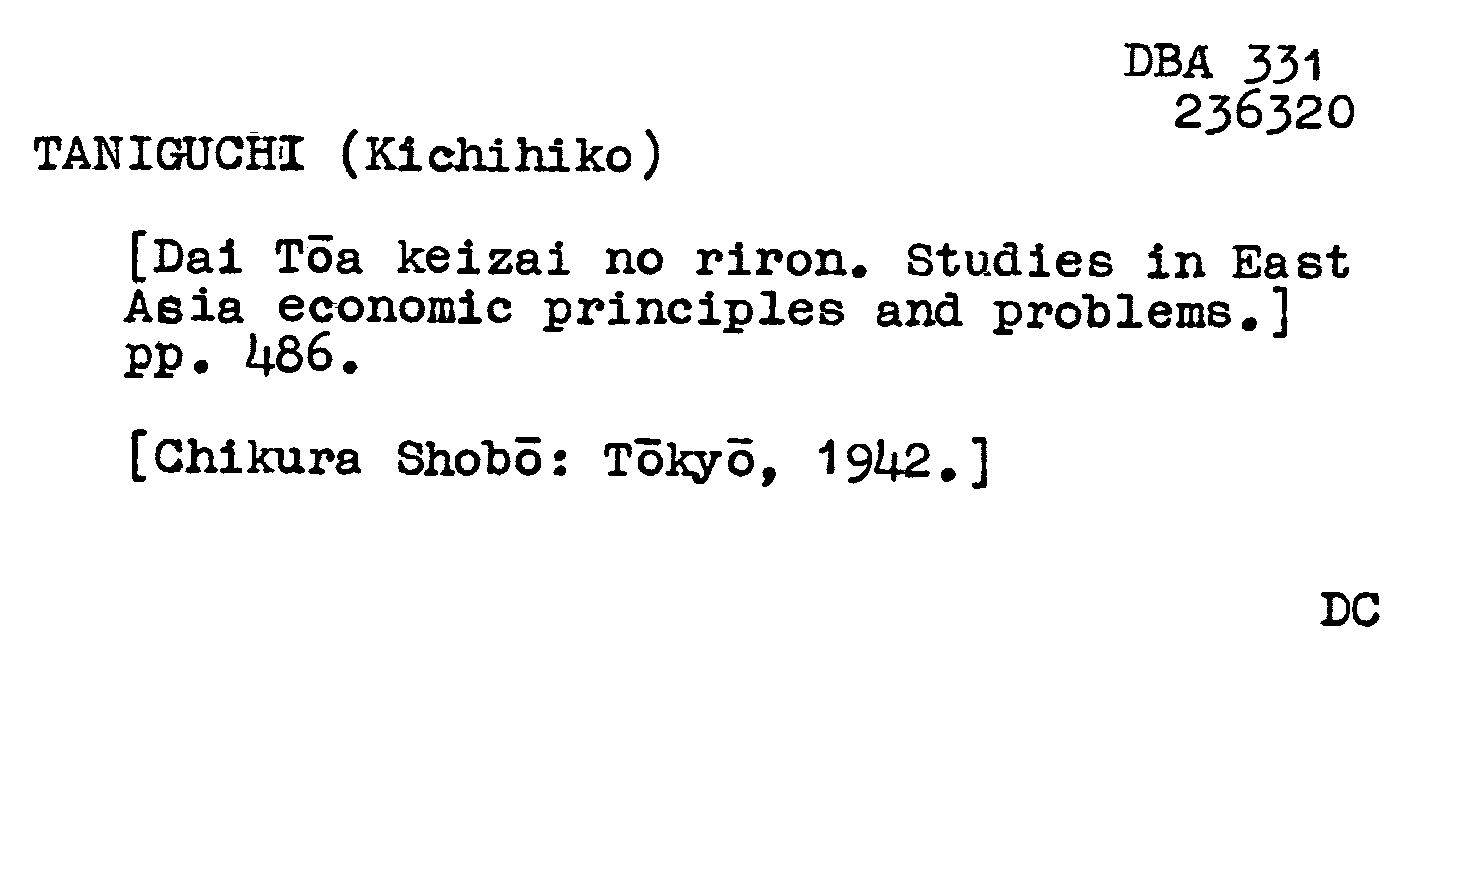 DBA 331
236320
TANIGUCHI (Kichihiko)
[Dai Tōa keizai no riron. Studies in East
Asia economic principles and problems.]
pp. 486.
[Chikura Shobō: Tōkyō, 1942.]
DC